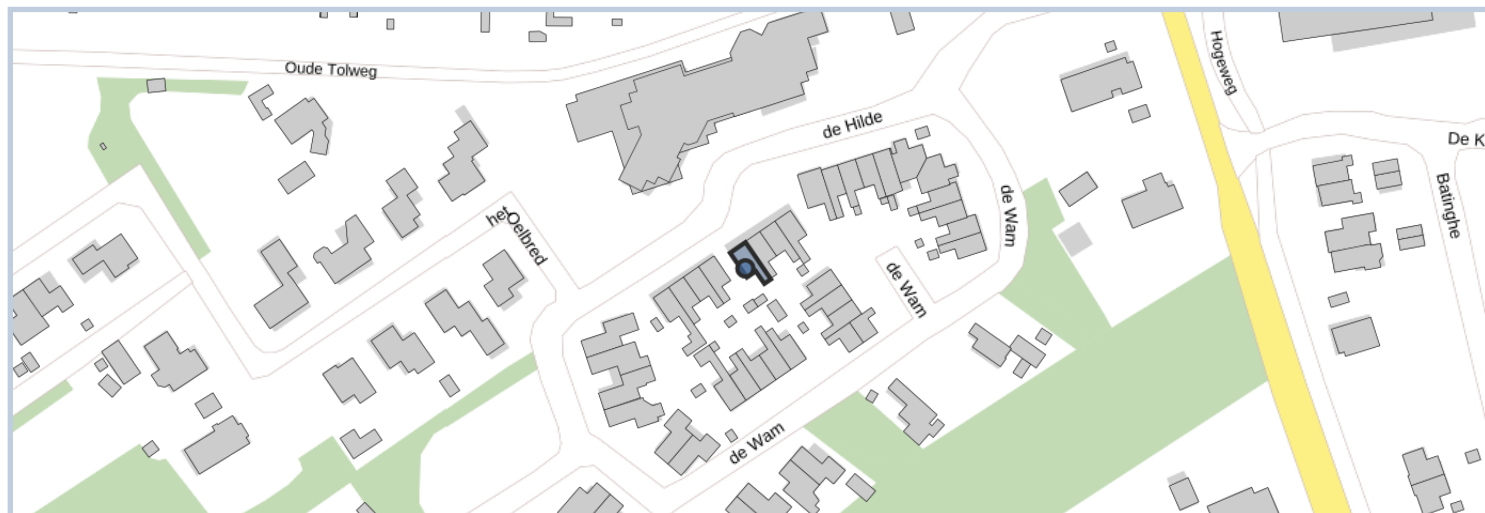 Oude Tolweg
Hogeweg
de Hilde
De K
het
Oelbred
de Wam
Batinghe
de Wam
de Wam